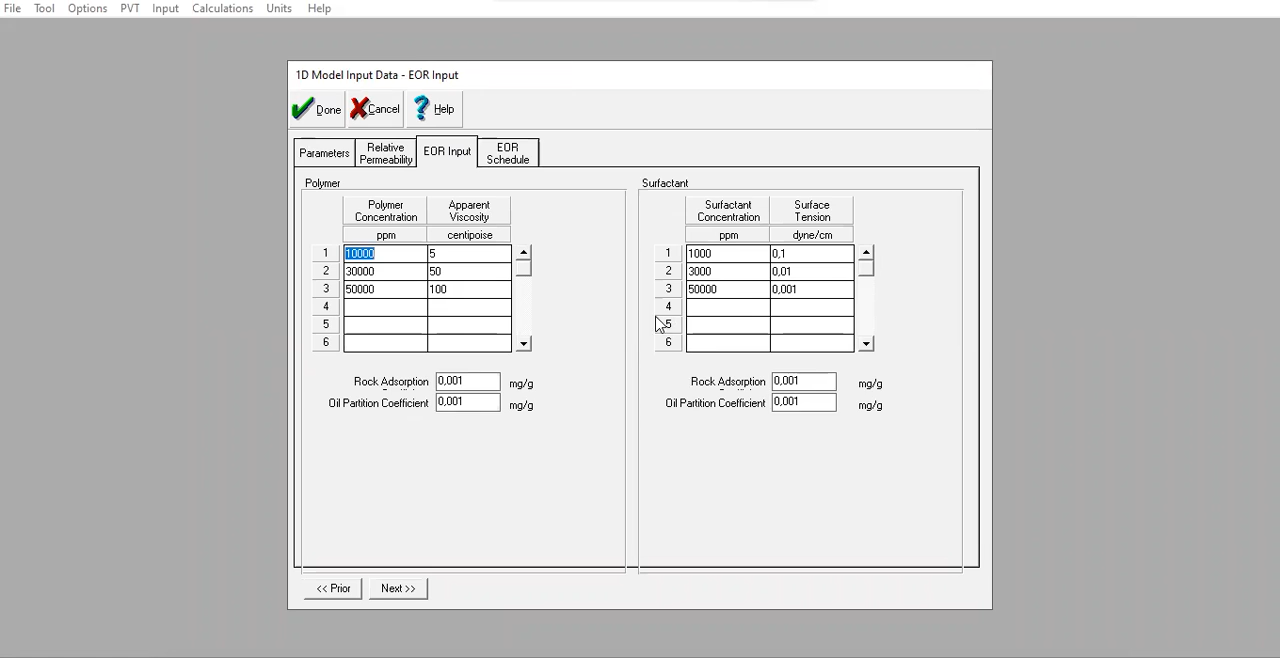 File Tool Options PVT Input Calculations Units Help
1D Model Input Data - EOR Input
Done Cancel Help
Parameters
Relative
Permeability
EOR Input
EOR
Schedule
Polymer
Polymer
Concentration
Apparent
Viscosity
ppm centipoise
1 10000 5
2 30000 50
3 50000 100
4
5
6
Rock Adsorption 0,001 mg/g
Oil Partition Coefficient 0,001 mg/g
Surfactant
Surfactant
Concentration
Surface
Tension
ppm dyne/cm
1 1000 0,1
2 3000 0,01
3 50000 0,001
4
5
6
Rock Adsorption 0,001 mg/g
Oil Partition Coefficient 0,001 mg/g
<< Prior Next >>